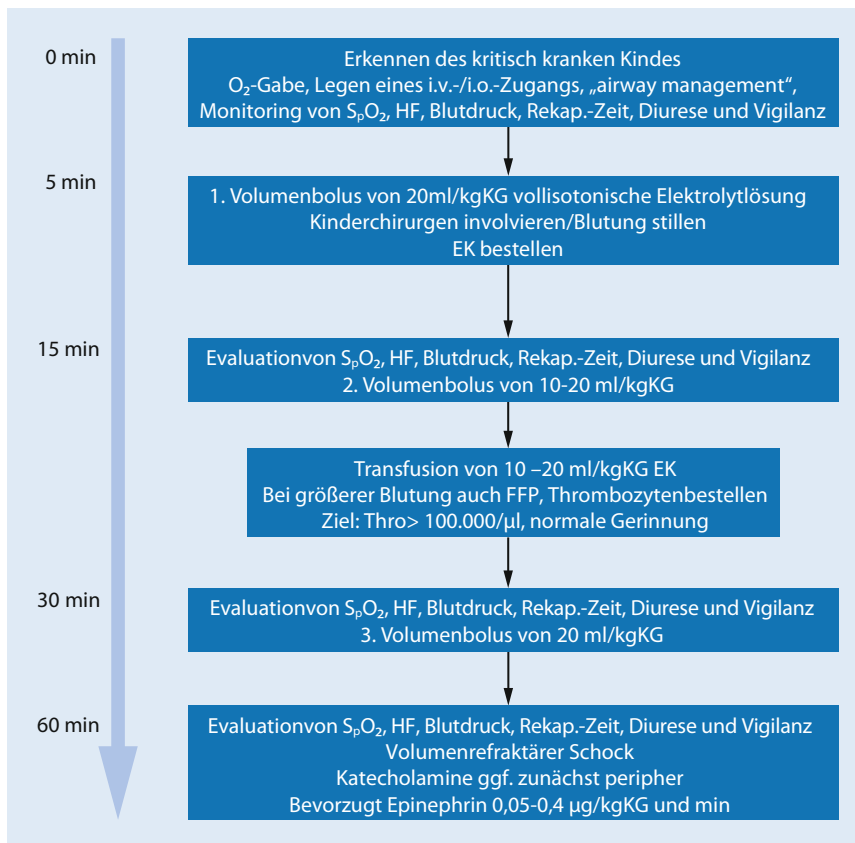 0 min
Erkennen des kritisch kranken Kindes
O₂-Gabe, Legen eines i.v.-/i.o.-Zugangs, „airway management“,
Monitoring von SₚO₂, HF, Blutdruck, Rekap.-Zeit, Diurese und Vigilanz
5 min
1. Volumenbolus von 20ml/kgKG vollisotonische Elektrolytlösung
Kinderchirurgen involvieren/Blutung stillen
EK bestellen
15 min
Evaluationvon SₚO₂, HF, Blutdruck, Rekap.-Zeit, Diurese und Vigilanz
2. Volumenbolus von 10-20 ml/kgKG
Transfusion von 10 –20 ml/kgKG EK
Bei größerer Blutung auch FFP, Thrombozytenbestellen
Ziel: Thro> 100.000/µl, normale Gerinnung
30 min
Evaluationvon SₚO₂, HF, Blutdruck, Rekap.-Zeit, Diurese und Vigilanz
3. Volumenbolus von 20 ml/kgKG
60 min
Evaluationvon SₚO₂, HF, Blutdruck, Rekap.-Zeit, Diurese und Vigilanz
Volumenrefraktärer Schock
Katecholamine ggf. zunächst peripher
Bevorzugt Epinephrin 0,05-0,4 µg/kgKG und min